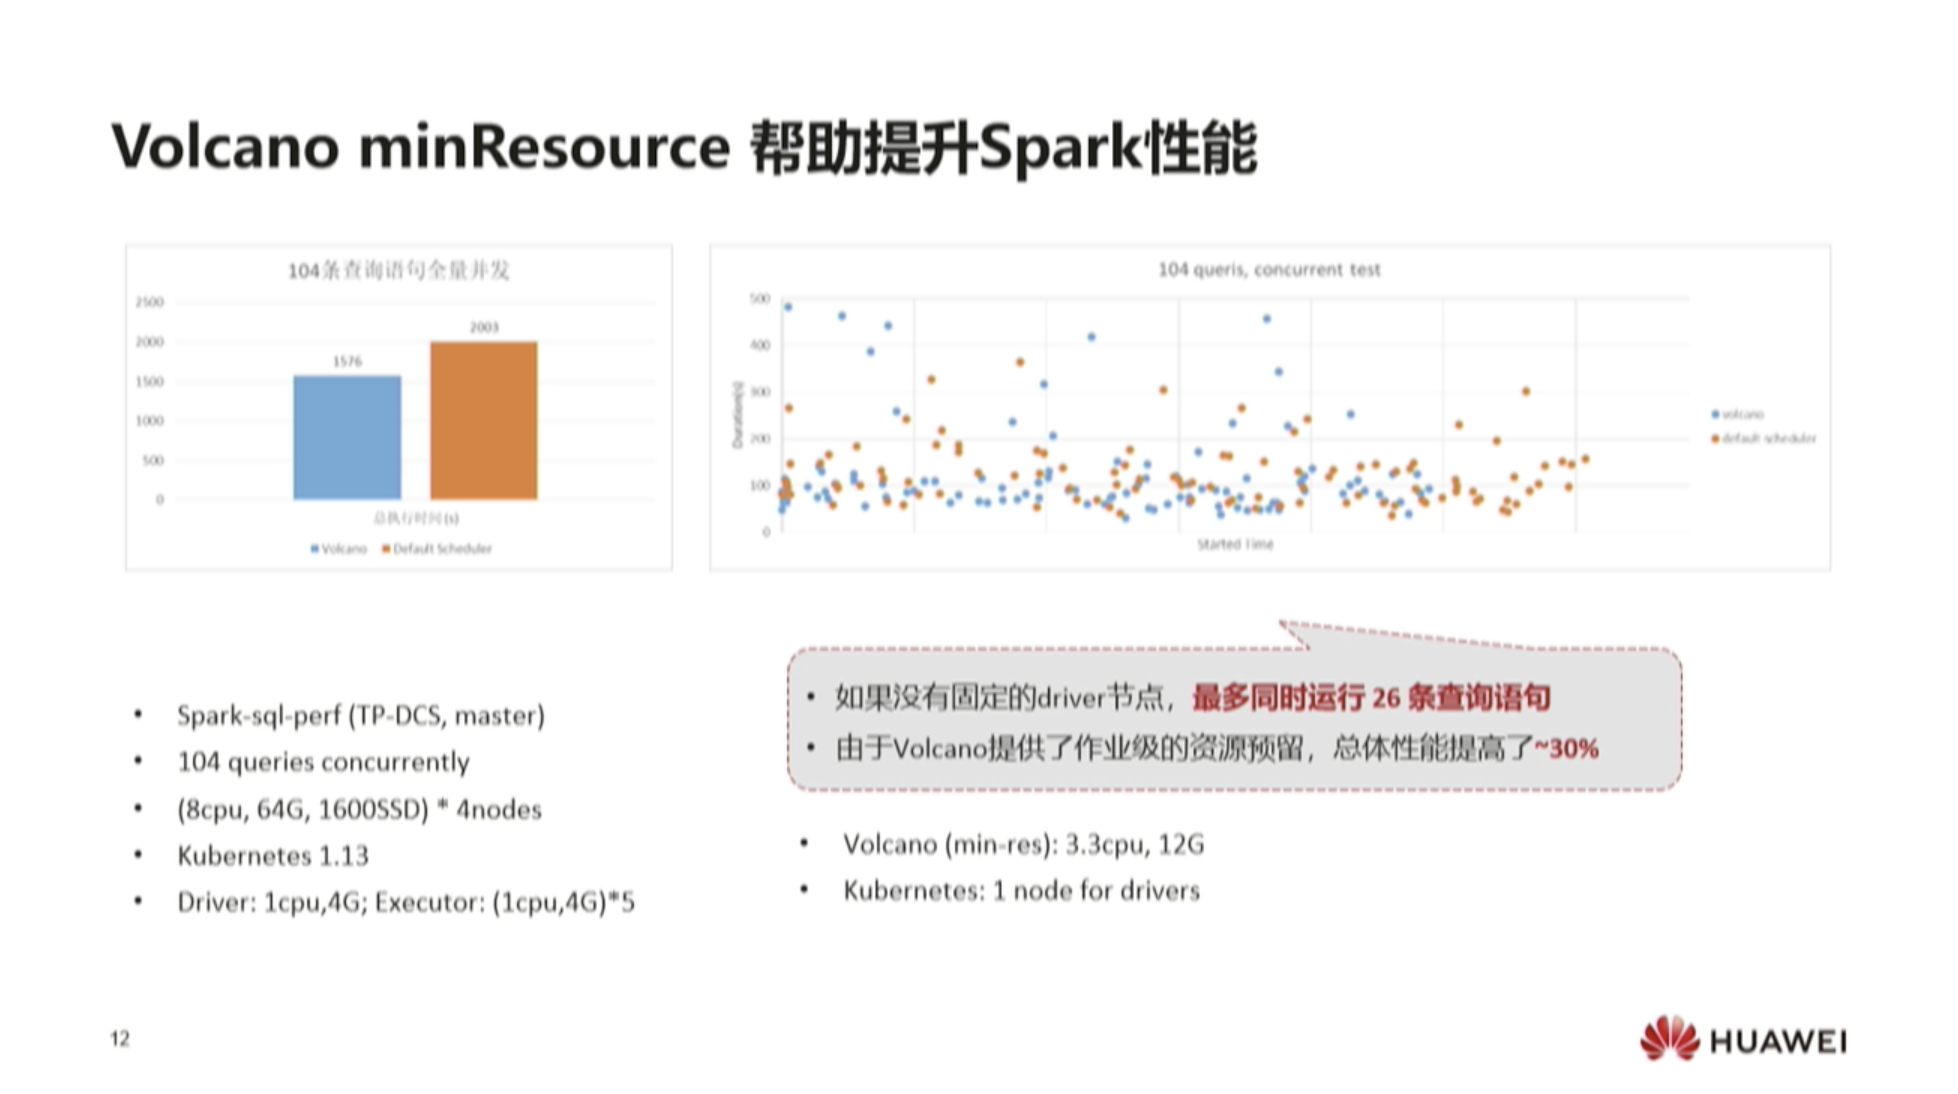 Volcano minResource 帮助提升Spark性能
104条查询语句全量并发
2500
2000
1500
1000
500
0
1576
2003
总执行时间(s)
Volcano
Default Scheduler
104 queris, concurrent test
500
400
300
200
100
0
Duration(s)
Started Time
volcano
default scheduler
• Spark-sql-perf (TP-DCS, master)
• 104 queries concurrently
• (8cpu, 64G, 1600SSD) * 4nodes
• Kubernetes 1.13
• Driver: 1cpu,4G; Executor: (1cpu,4G)*5
• 如果没有固定的driver节点，最多同时运行 26 条查询语句
• 由于Volcano提供了作业级的资源预留，总体性能提高了~30%
• Volcano (min-res): 3.3cpu, 12G
• Kubernetes: 1 node for drivers
12
HUAWEI